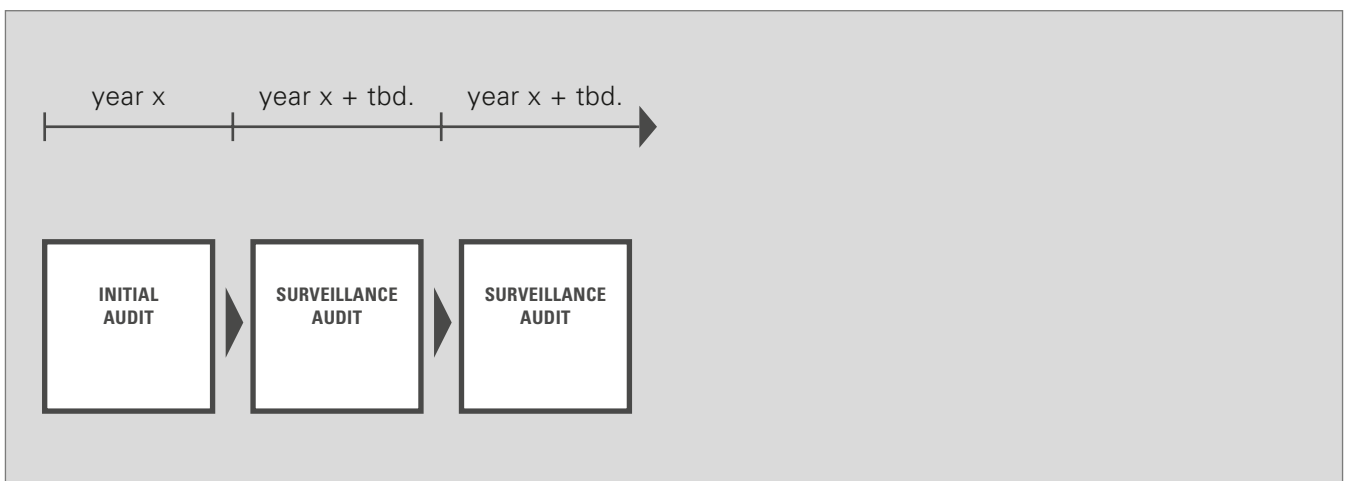 year x
year x + tbd.
year x + tbd.
INITIAL
AUDIT
SURVEILLANCE
AUDIT
SURVEILLANCE
AUDIT